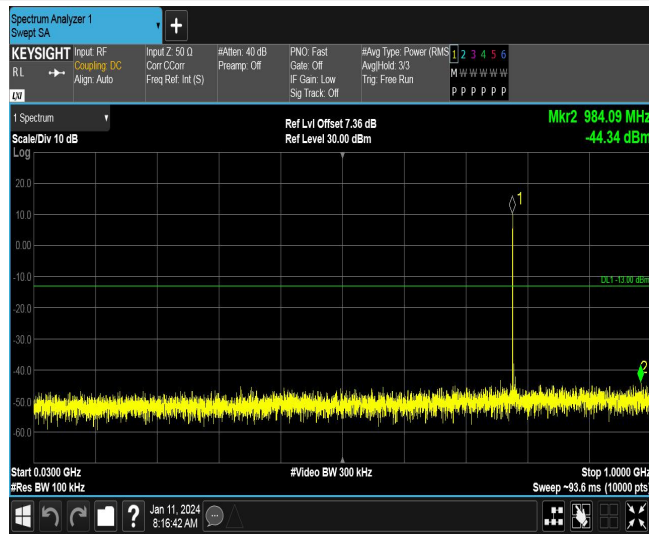 Spectrum Analyzer 1
Swept SA
+
KEYSIGHT
RL
LXI
Input: RF
Coupling: DC
Align: Auto
Input Z: 50 Ω
Corr CCorr
Freq Ref: Int (S)
#Atten: 40 dB
Preamp: Off
PNO: Fast
Gate: Off
IF Gain: Low
Sig Track: Off
#Avg Type: Power (RMS
Avg|Hold: 3/3
Trig: Free Run
1 2 3 4 5 6
M W W W W W
P P P P P P
1 Spectrum
Scale/Div 10 dB
Log
Ref Lvl Offset 7.36 dB
Ref Level 30.00 dBm
Mkr2 984.09 MHz
-44.34 dBm
20.0
10.0
0.00
-10.0
-20.0
-30.0
-40.0
-50.0
-60.0
1
DL1 -13.00 dBm
2
Start 0.0300 GHz
#Res BW 100 kHz
#Video BW 300 kHz
Stop 1.0000 GHz
Sweep ~93.6 ms (10000 pts
?
Jan 11, 2024
8:16:42 AM